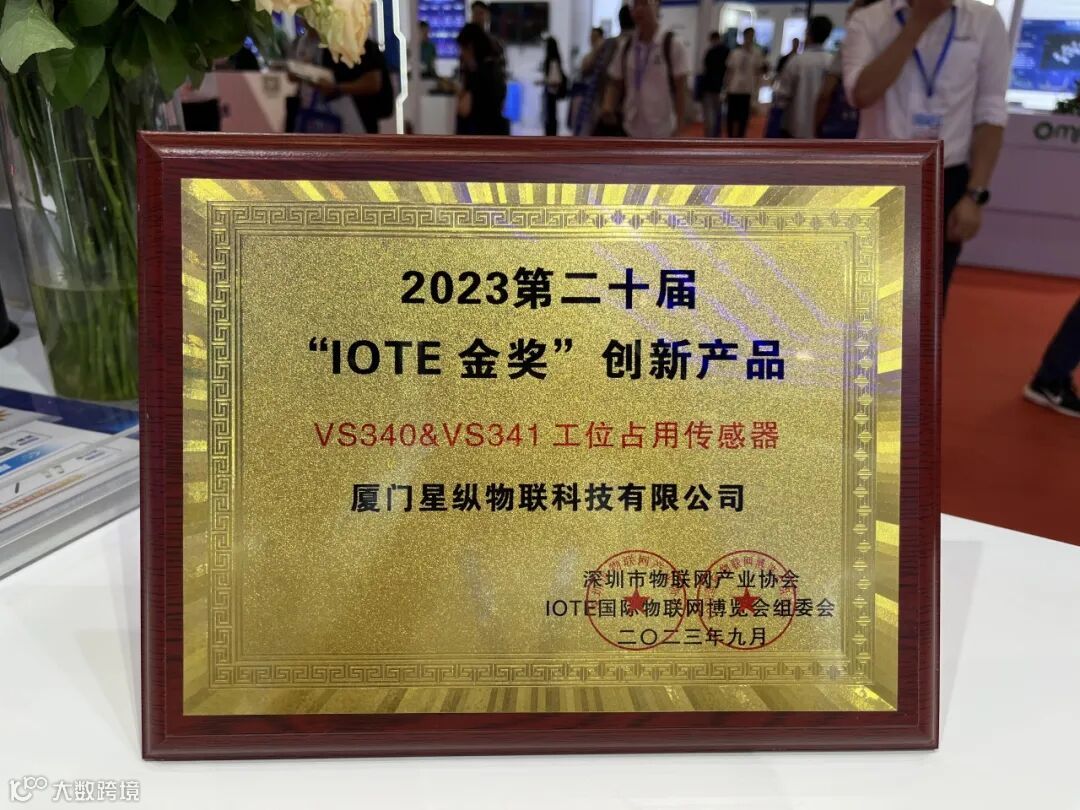 2023第二十届
“IOTE 金奖”创新产品
VS340&VS341 工位占用传感器
厦门星纵物联科技有限公司
深圳市物联网产业协会
IOTE国际物联网博览会组委会
二〇二三年九月
大数跨境